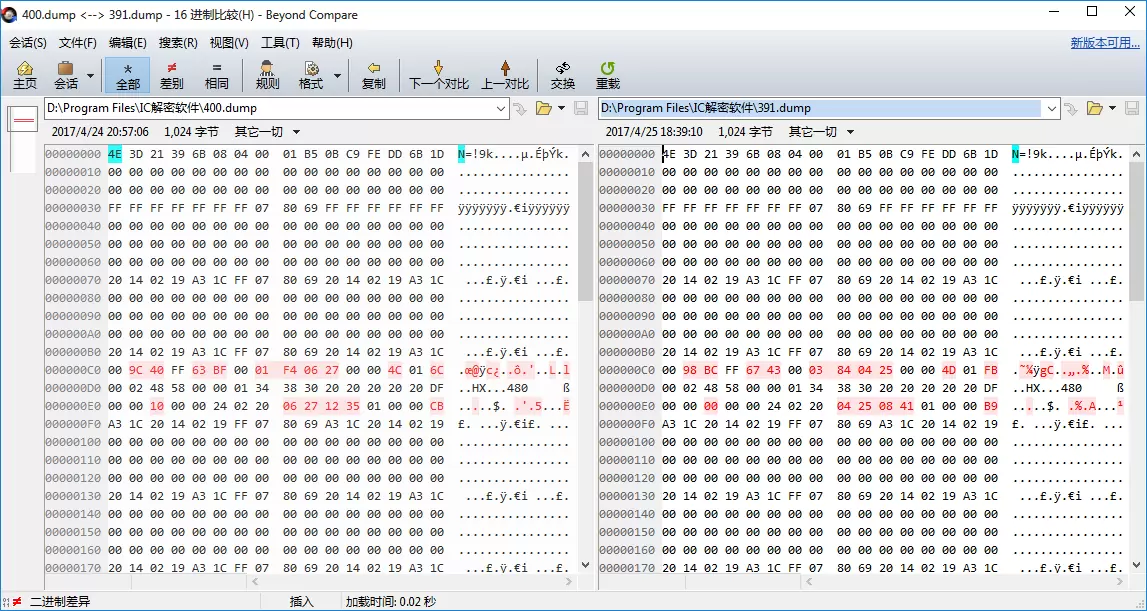 400.dump <--> 391.dump - 16 进制比较(H) - Beyond Compare
会话(S) 文件(F) 编辑(E) 搜索(R) 视图(V) 工具(T) 帮助(H) 新版本可用...
主页 会话 全部 差别 相同 规则 格式 复制 下一个对比 上一对比 交换 重载
D:\Program Files\IC解密软件\400.dump D:\Program Files\IC解密软件\391.dump
2017/4/24 20:57:06 1,024 字节 其它一切 2017/4/25 18:39:10 1,024 字节 其它一切
00000000 4E 3D 21 39 6B 08 04 00 01 B5 0B C9 FE DD 6B 1D N=!9k....µ.ÉþÝk. 00000000 4E 3D 21 39 6B 08 04 00 01 B5 0B C9 FE DD 6B 1D N=!9k....µ.ÉþÝk.
00000010 00 00 00 00 00 00 00 00 00 00 00 00 00 00 00 00 ................ 00000010 00 00 00 00 00 00 00 00 00 00 00 00 00 00 00 00 ................
00000020 00 00 00 00 00 00 00 00 00 00 00 00 00 00 00 00 ................ 00000020 00 00 00 00 00 00 00 00 00 00 00 00 00 00 00 00 ................
00000030 FF FF FF FF FF FF FF 07 80 69 FF FF FF FF FF FF ÿÿÿÿÿÿÿ.€iÿÿÿÿÿÿ 00000030 FF FF FF FF FF FF FF 07 80 69 FF FF FF FF FF FF ÿÿÿÿÿÿÿ.€iÿÿÿÿÿÿ
00000040 00 00 00 00 00 00 00 00 00 00 00 00 00 00 00 00 ................ 00000040 00 00 00 00 00 00 00 00 00 00 00 00 00 00 00 00 ................
00000050 00 00 00 00 00 00 00 00 00 00 00 00 00 00 00 00 ................ 00000050 00 00 00 00 00 00 00 00 00 00 00 00 00 00 00 00 ................
00000060 00 00 00 00 00 00 00 00 00 00 00 00 00 00 00 00 ................ 00000060 00 00 00 00 00 00 00 00 00 00 00 00 00 00 00 00 ................
00000070 20 14 02 19 A3 1C FF 07 80 69 20 14 02 19 A3 1C ...£.ÿ.€i ...£. 00000070 20 14 02 19 A3 1C FF 07 80 69 20 14 02 19 A3 1C ...£.ÿ.€i ...£.
00000080 00 00 00 00 00 00 00 00 00 00 00 00 00 00 00 00 ................ 00000080 00 00 00 00 00 00 00 00 00 00 00 00 00 00 00 00 ................
00000090 00 00 00 00 00 00 00 00 00 00 00 00 00 00 00 00 ................ 00000090 00 00 00 00 00 00 00 00 00 00 00 00 00 00 00 00 ................
000000A0 00 00 00 00 00 00 00 00 00 00 00 00 00 00 00 00 ................ 000000A0 00 00 00 00 00 00 00 00 00 00 00 00 00 00 00 00 ................
000000B0 20 14 02 19 A3 1C FF 07 80 69 20 14 02 19 A3 1C ...£.ÿ.€i ...£. 000000B0 20 14 02 19 A3 1C FF 07 80 69 20 14 02 19 A3 1C ...£.ÿ.€i ...£.
000000C0 00 9C 40 FF 63 BF 00 01 F4 06 27 00 00 4C 01 6C .œ@ÿc¿..ô.'..L.l 000000C0 00 98 BC FF 67 43 00 03 84 04 25 00 00 4D 01 FB .˜¼ÿgC..„.%..M.û
000000D0 00 02 48 58 00 00 01 34 38 30 20 20 20 20 20 DF ..HX...480     ß 000000D0 00 02 48 58 00 00 01 34 38 30 20 20 20 20 20 DF ..HX...480     ß
000000E0 00 10 00 00 24 02 20 06 27 12 35 01 00 00 CB ....$. .'.5...Ë 000000E0 00 00 00 00 24 02 20 04 25 08 41 01 00 00 B9 ....$. .%.A...¹
000000F0 A3 1C 20 14 02 19 FF 07 80 69 A3 1C 20 14 02 19 £. ...ÿ.€i£. ... 000000F0 A3 1C 20 14 02 19 FF 07 80 69 A3 1C 20 14 02 19 £. ...ÿ.€i£. ...
00000100 00 00 00 00 00 00 00 00 00 00 00 00 00 00 00 00 ................ 00000100 00 00 00 00 00 00 00 00 00 00 00 00 00 00 00 00 ................
00000110 00 00 00 00 00 00 00 00 00 00 00 00 00 00 00 00 ................ 00000110 00 00 00 00 00 00 00 00 00 00 00 00 00 00 00 00 ................
00000120 00 00 00 00 00 00 00 00 00 00 00 00 00 00 00 00 ................ 00000120 00 00 00 00 00 00 00 00 00 00 00 00 00 00 00 00 ................
00000130 20 14 02 19 A3 1C FF 07 80 69 20 14 02 19 A3 1C ...£.ÿ.€i ...£. 00000130 20 14 02 19 A3 1C FF 07 80 69 20 14 02 19 A3 1C ...£.ÿ.€i ...£.
00000140 00 00 00 00 00 00 00 00 00 00 00 00 00 00 00 00 ................ 00000140 00 00 00 00 00 00 00 00 00 00 00 00 00 00 00 00 ................
00000150 00 00 00 00 00 00 00 00 00 00 00 00 00 00 00 00 ................ 00000150 00 00 00 00 00 00 00 00 00 00 00 00 00 00 00 00 ................
00000160 00 00 00 00 00 00 00 00 00 00 00 00 00 00 00 00 ................ 00000160 00 00 00 00 00 00 00 00 00 00 00 00 00 00 00 00 ................
00000170 20 14 02 19 A3 1C FF 07 80 69 20 14 02 19 A3 1C ...£.ÿ.€i ...£. 00000170 20 14 02 19 A3 1C FF 07 80 69 20 14 02 19 A3 1C ...£.ÿ.€i ...£.
二进制差异 插入 加载时间: 0.02 秒